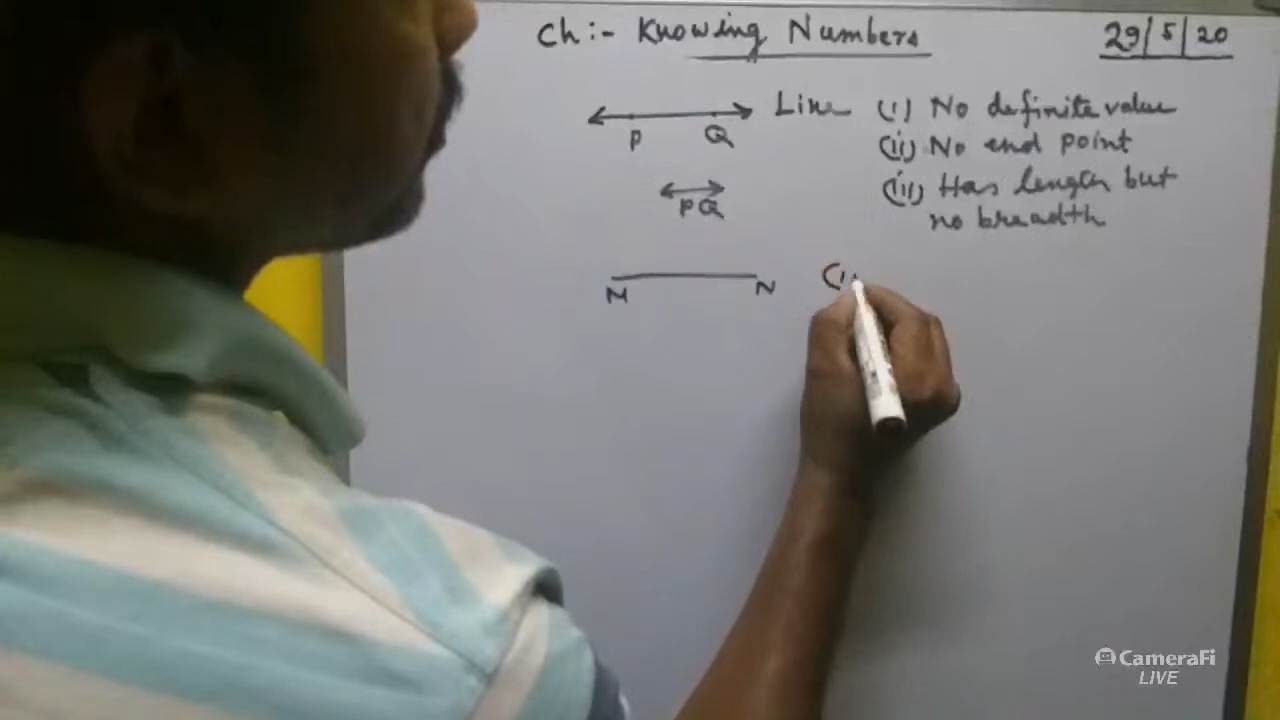 Ch:- Knowing Numbers
29/5/20
Line (i) No definite value
P Q
(ii) No end point
(iii) Has length but
no breadth
PQ
M N
(i
CameraFi
LIVE